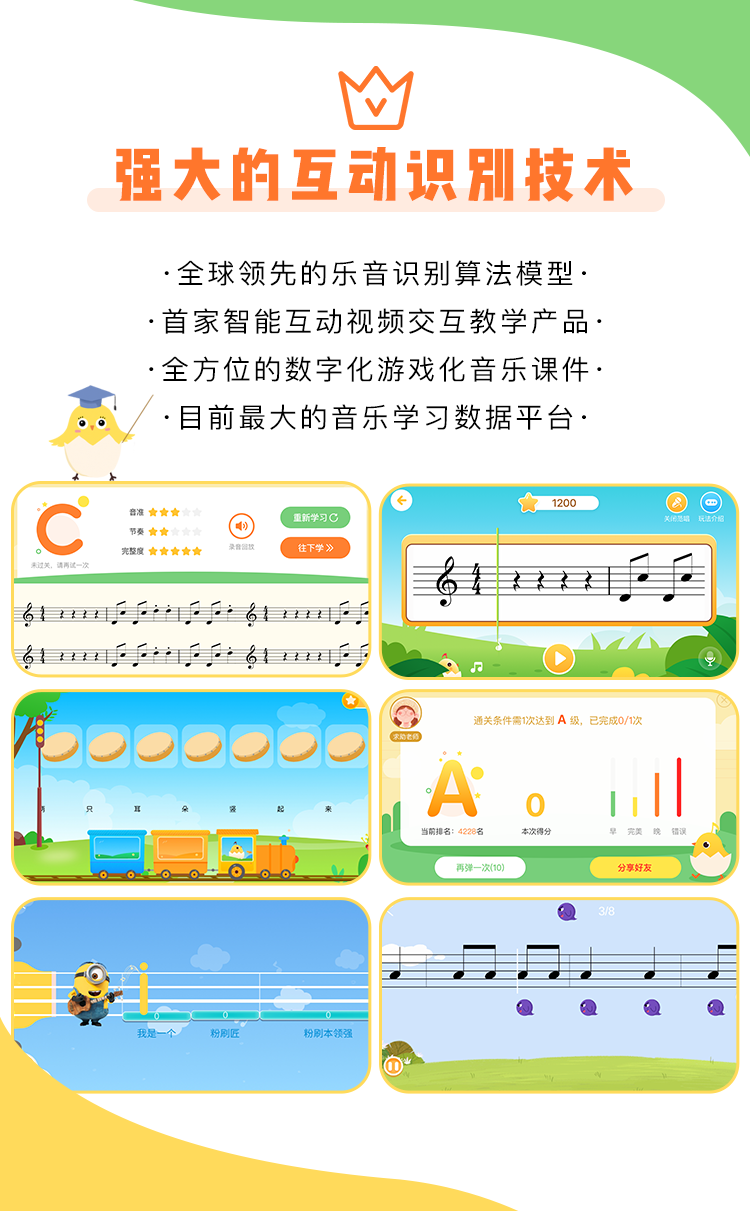 强大的互动识别技术
·全球领先的乐音识别算法模型·
·首家智能互动视频交互教学产品·
·全方位的数字化游戏化音乐课件·
·目前最大的音乐学习数据平台·
C
未过关，请再试一次
音准
节奏
完整度
录音回放
重新学习
往下学
1200
关闭范唱
玩法介绍
只 耳 朵 竖 起 来
求助老师
通关条件需1次达到 A 级，已完成0/1次
A
当前排名：4228名
0
本次得分
早 完美 晚 错误
再弹一次(10)
分享好友
0 0 0
我是一个 粉刷匠 粉刷本领强
3/8